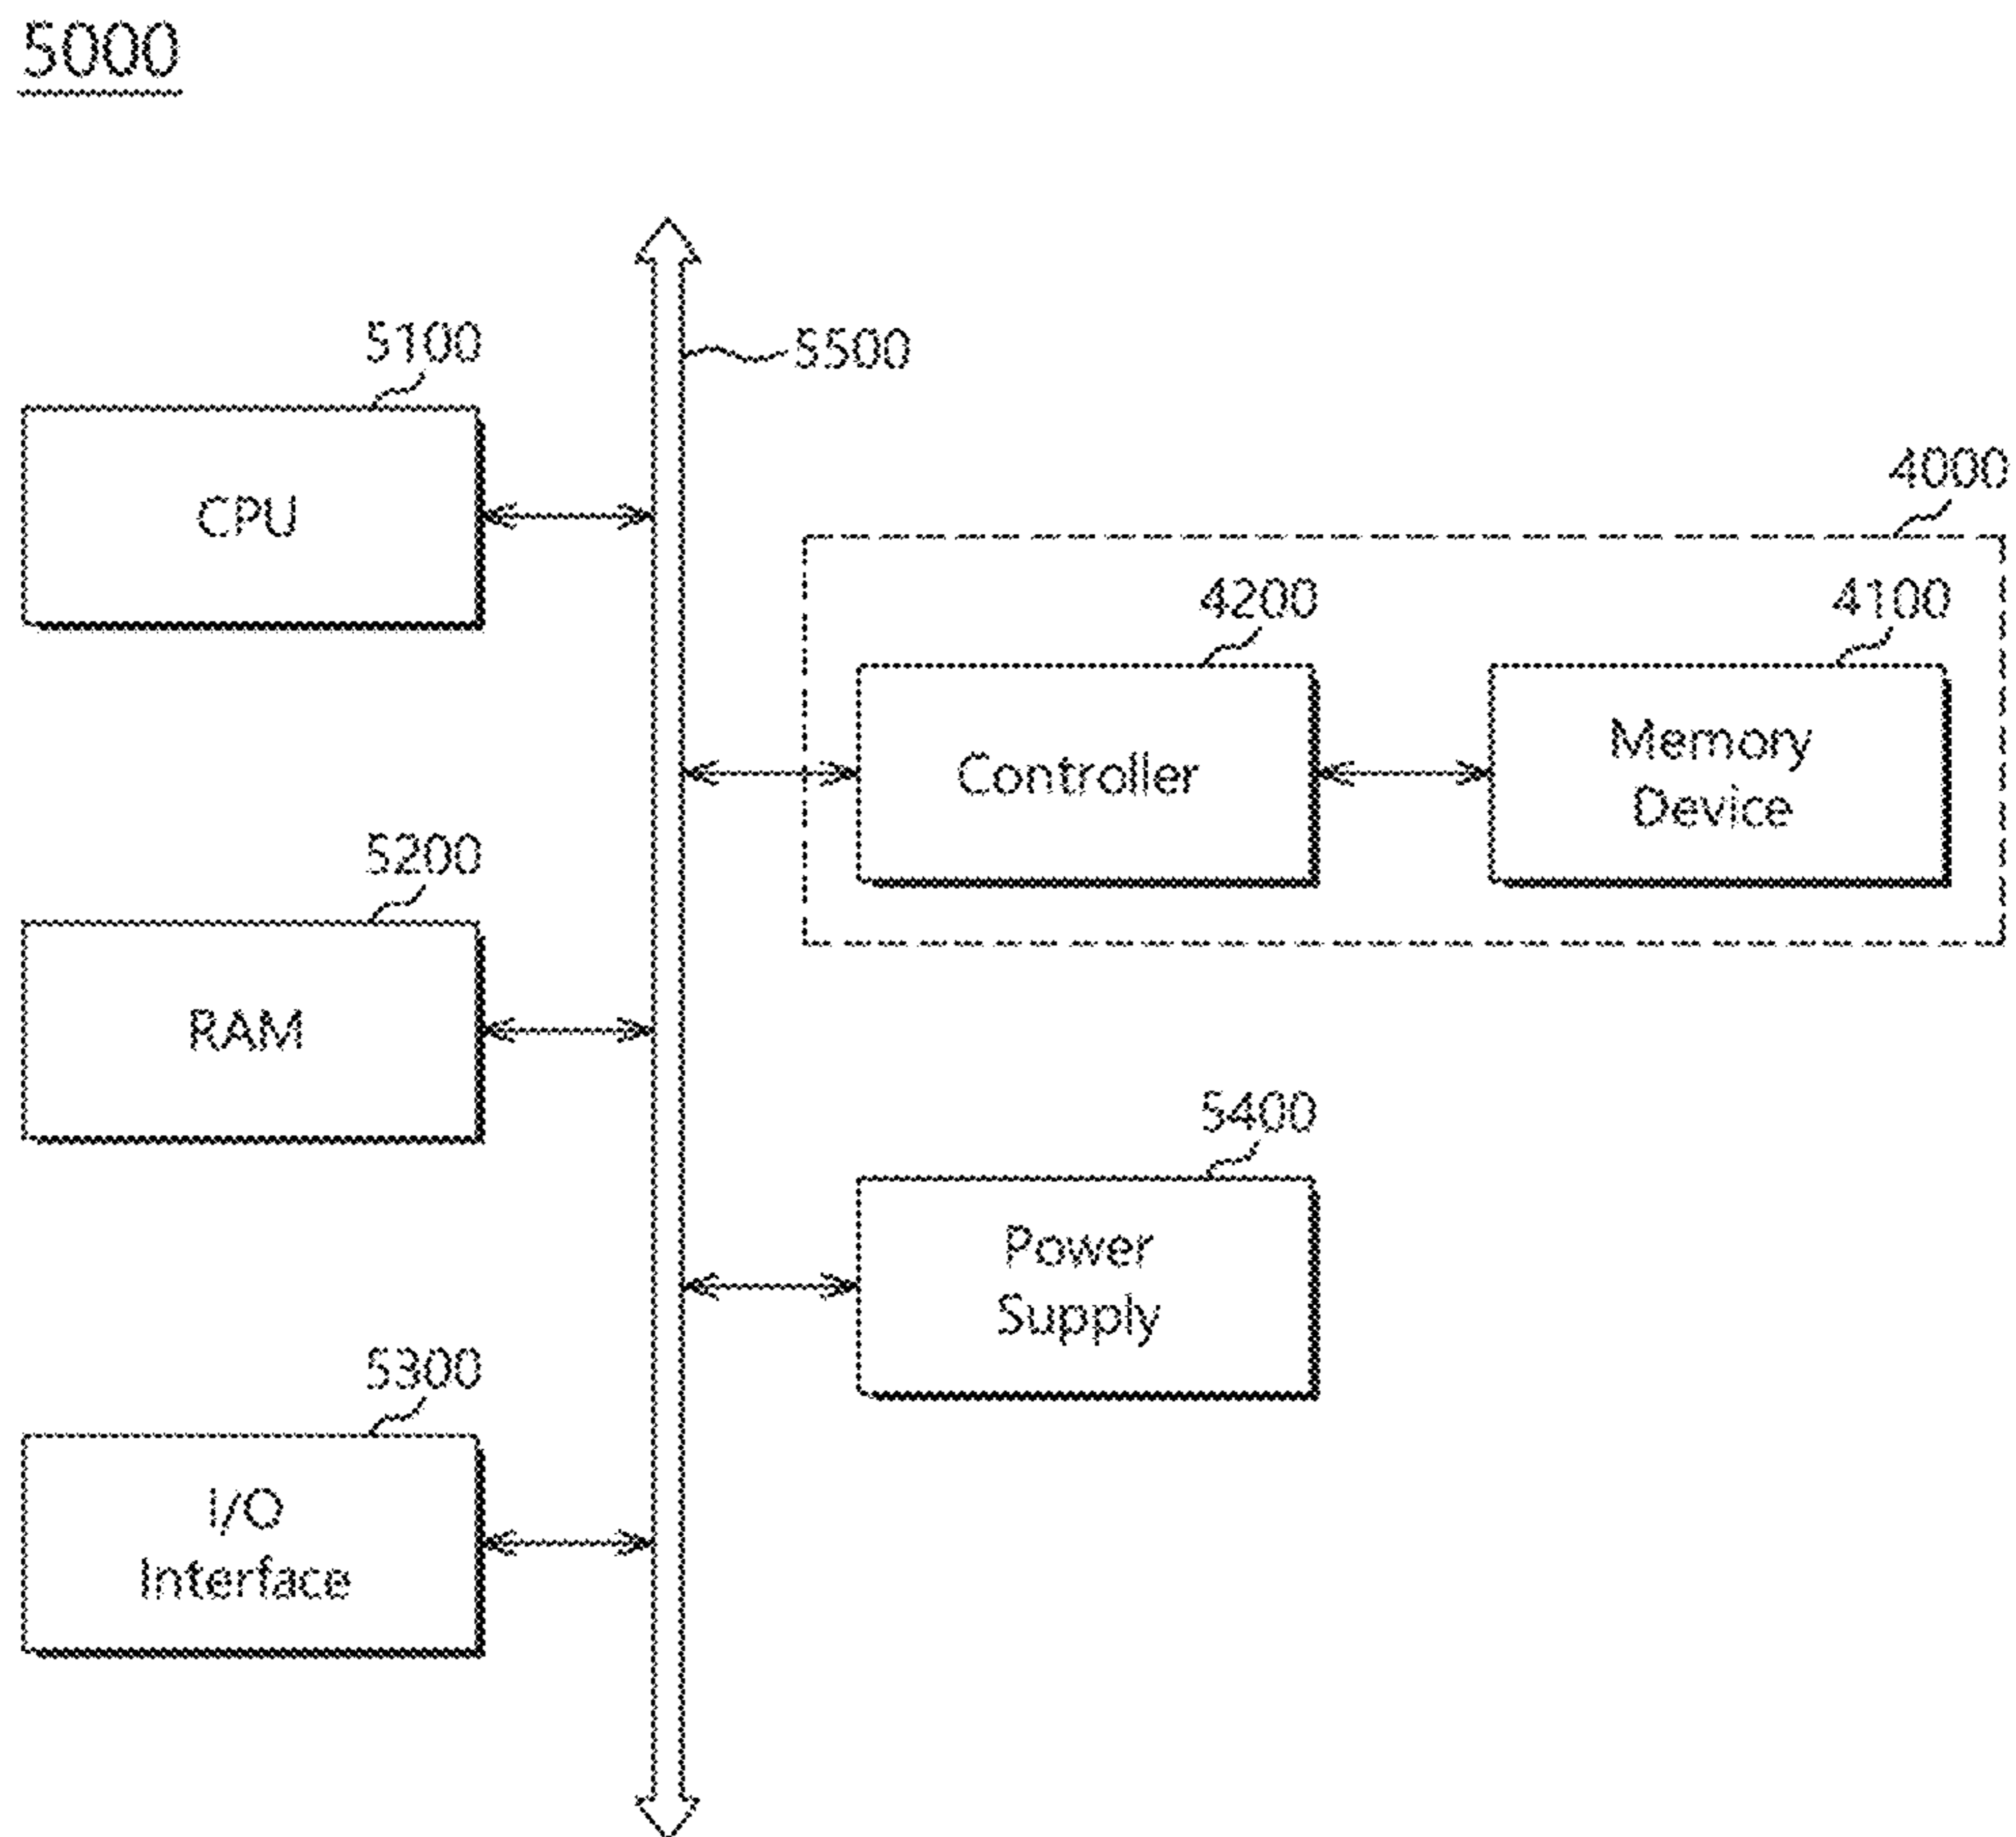 5000
5100
5500
CPU
4000
4200
4100
Controller
Memory
Device
5200
RAM
5400
Power
Supply
5300
I/O
Interface